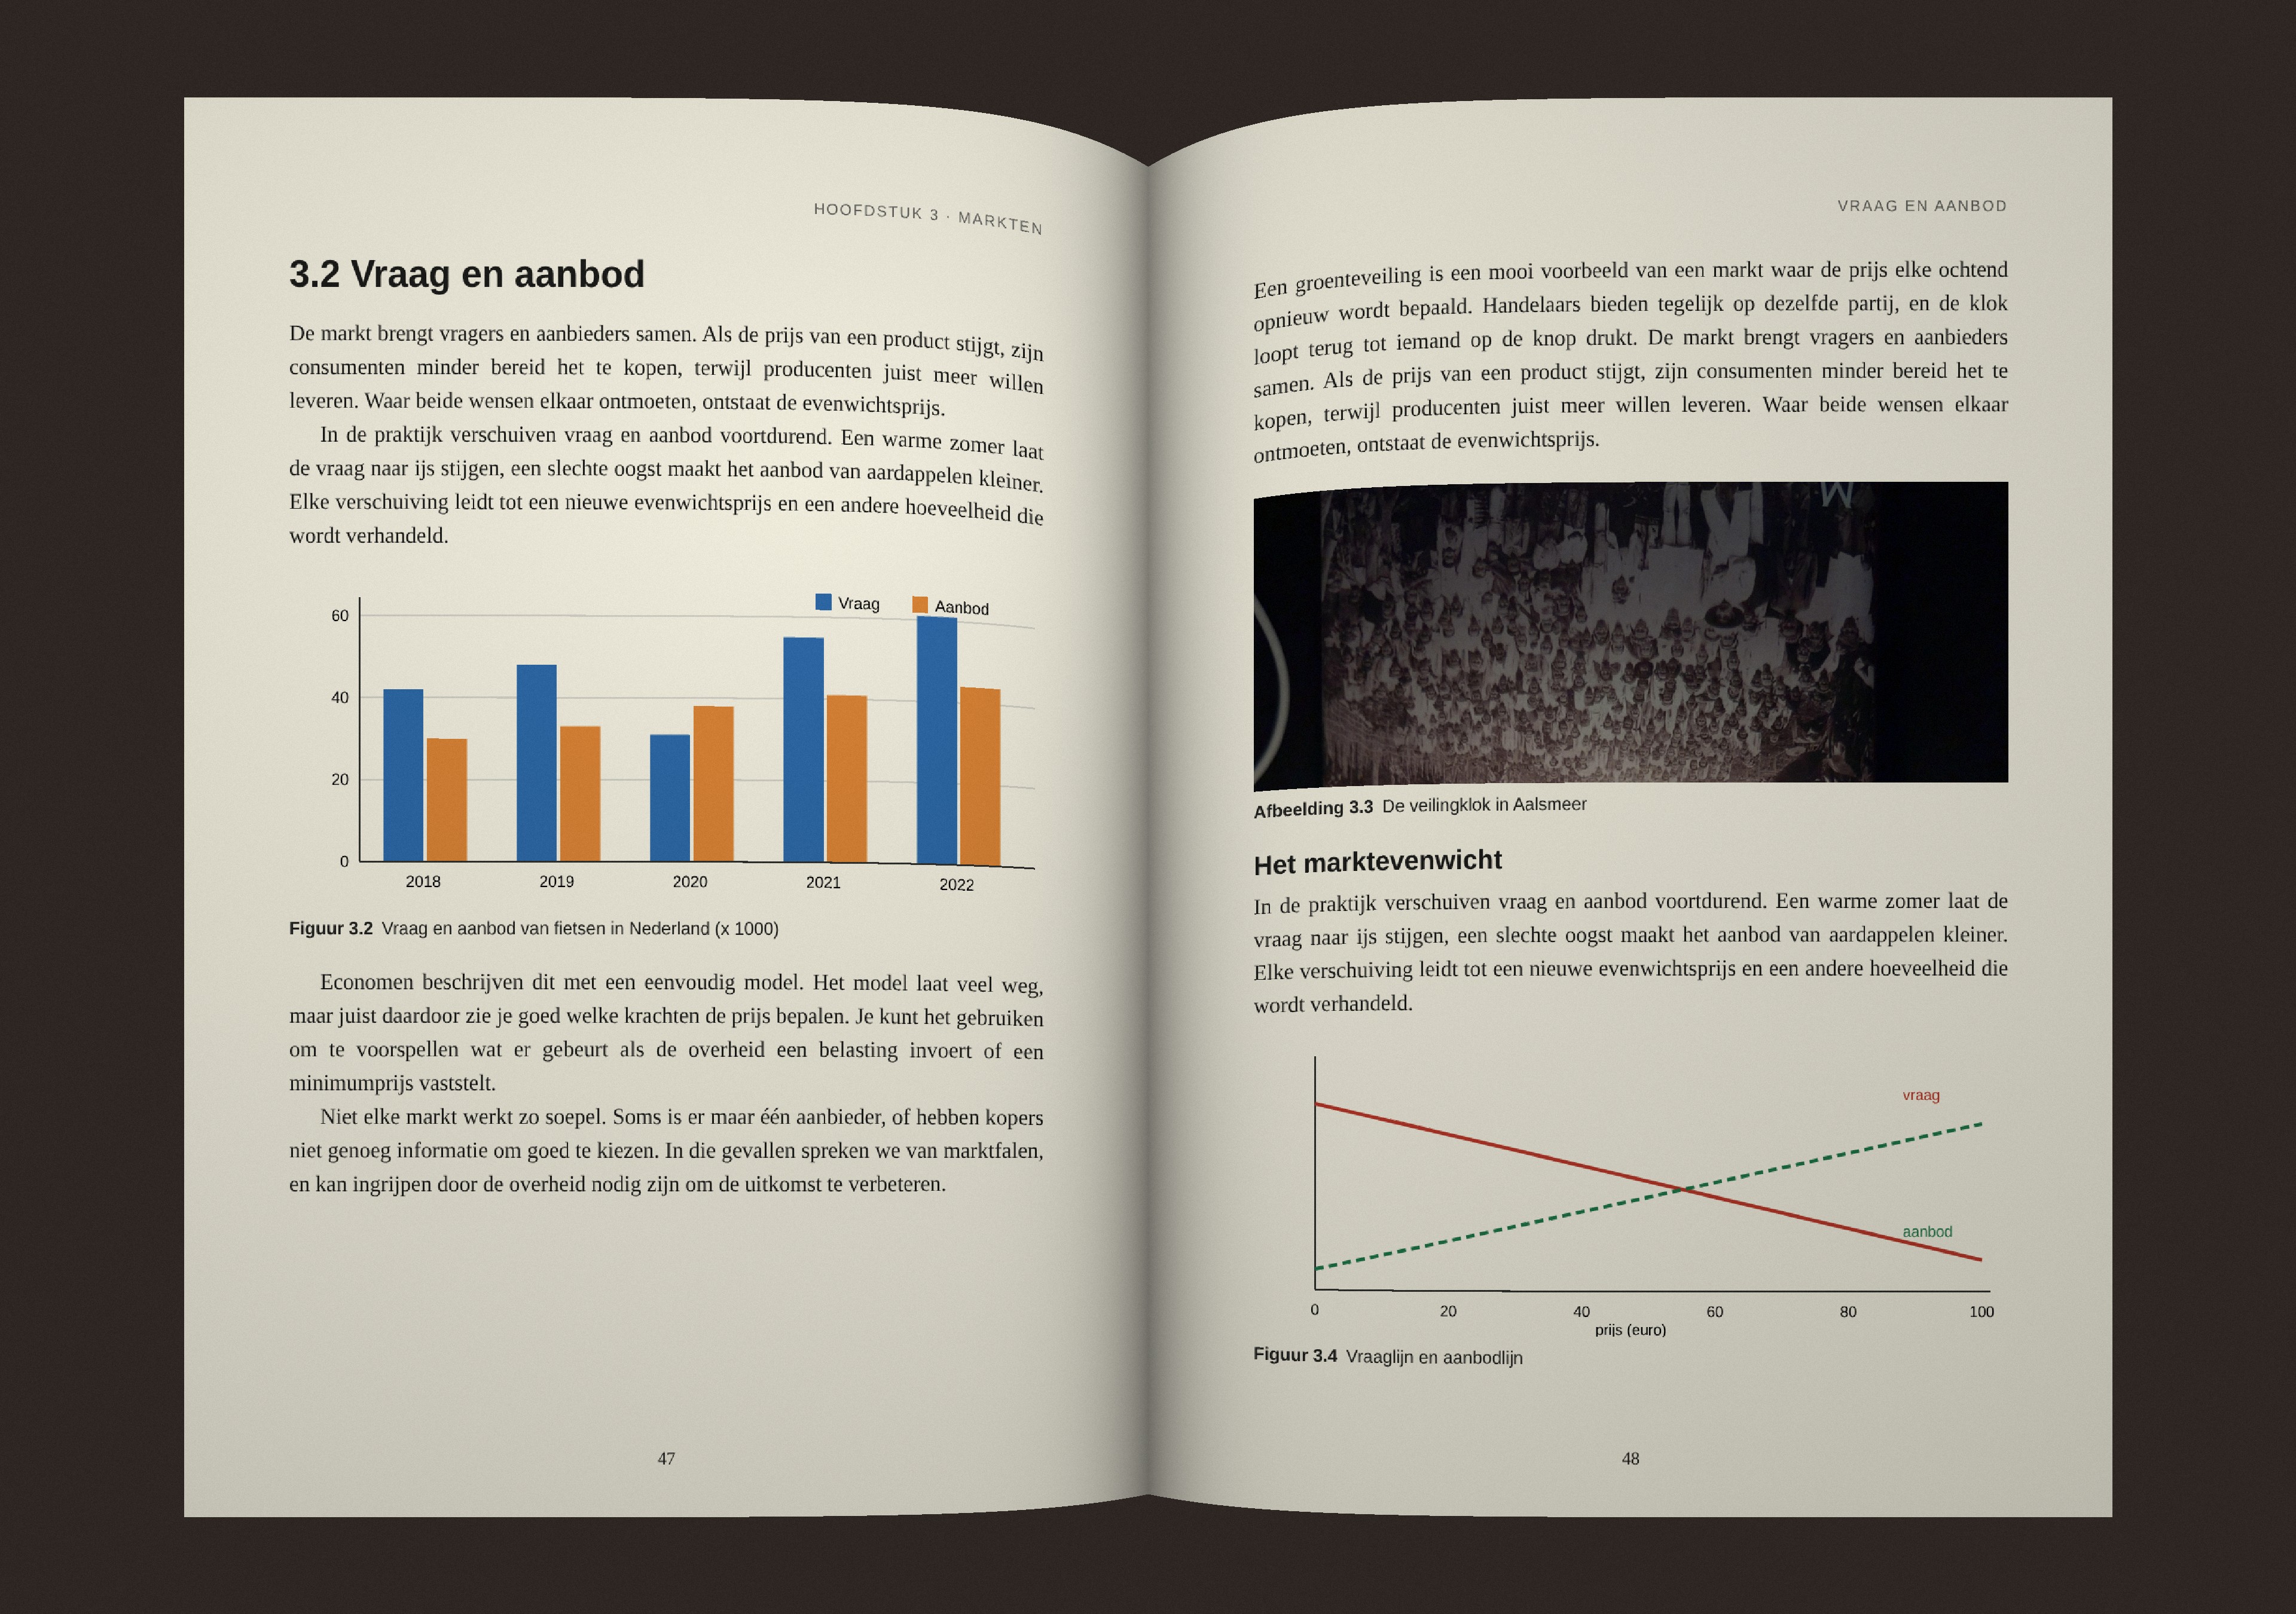 HOOFDSTUK 3 · MARKTEN
3.2 Vraag en aanbod
De markt brengt vragers en aanbieders samen. Als de prijs van een product stijgt, zijn
consumenten minder bereid het te kopen, terwijl producenten juist meer willen
leveren. Waar beide wensen elkaar ontmoeten, ontstaat de evenwichtsprijs.
In de praktijk verschuiven vraag en aanbod voortdurend. Een warme zomer laat
de vraag naar ijs stijgen, een slechte oogst maakt het aanbod van aardappelen kleiner.
Elke verschuiving leidt tot een nieuwe evenwichtsprijs en een andere hoeveelheid die
wordt verhandeld.
Vraag Aanbod
60
40
20
0
2018 2019 2020 2021 2022
Figuur 3.2 Vraag en aanbod van fietsen in Nederland (x 1000)
Economen beschrijven dit met een eenvoudig model. Het model laat veel weg,
maar juist daardoor zie je goed welke krachten de prijs bepalen. Je kunt het gebruiken
om te voorspellen wat er gebeurt als de overheid een belasting invoert of een
minimumprijs vaststelt.
Niet elke markt werkt zo soepel. Soms is er maar één aanbieder, of hebben kopers
niet genoeg informatie om goed te kiezen. In die gevallen spreken we van marktfalen,
en kan ingrijpen door de overheid nodig zijn om de uitkomst te verbeteren.
47
VRAAG EN AANBOD
Een groenteveiling is een mooi voorbeeld van een markt waar de prijs elke ochtend
opnieuw wordt bepaald. Handelaars bieden tegelijk op dezelfde partij, en de klok
loopt terug tot iemand op de knop drukt. De markt brengt vragers en aanbieders
samen. Als de prijs van een product stijgt, zijn consumenten minder bereid het te
kopen, terwijl producenten juist meer willen leveren. Waar beide wensen elkaar
ontmoeten, ontstaat de evenwichtsprijs.
Afbeelding 3.3 De veilingklok in Aalsmeer
Het marktevenwicht
In de praktijk verschuiven vraag en aanbod voortdurend. Een warme zomer laat de
vraag naar ijs stijgen, een slechte oogst maakt het aanbod van aardappelen kleiner.
Elke verschuiving leidt tot een nieuwe evenwichtsprijs en een andere hoeveelheid die
wordt verhandeld.
vraag
aanbod
0 20 40 60 80 100
prijs (euro)
Figuur 3.4 Vraaglijn en aanbodlijn
48